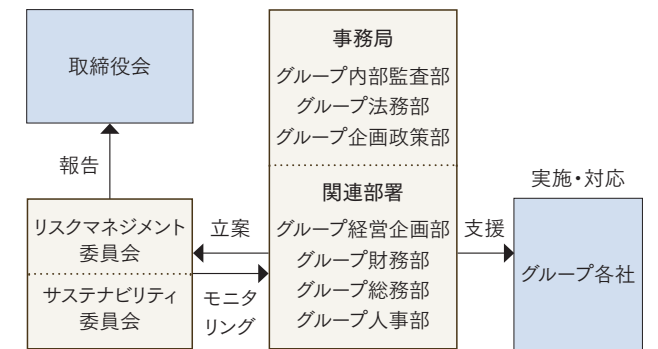 取締役会
報告
リスクマネジメント
委員会
サステナビリティ
委員会
立案
モニタ
リング
事務局
グループ内部監査部
グループ法務部
グループ企画政策部
関連部署
グループ経営企画部
グループ財務部
グループ総務部
グループ人事部
支援
実施・対応
グループ各社